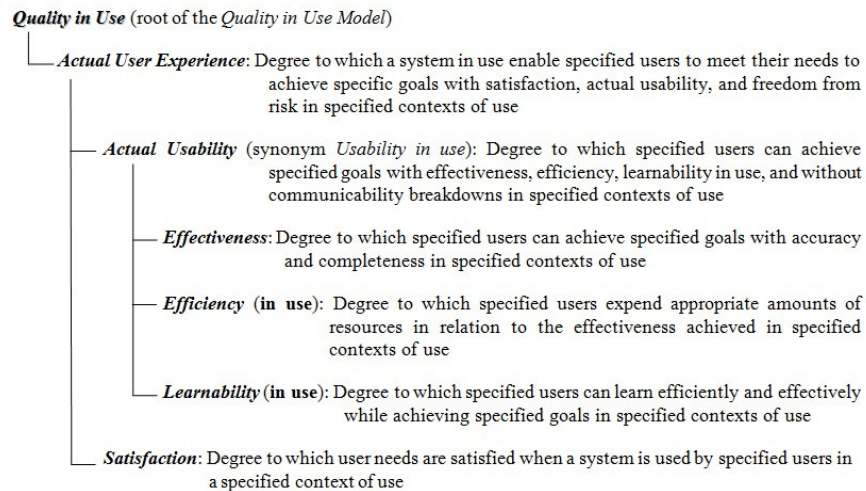 Quality in Use (root of the Quality in Use Model)
Actual User Experience: Degree to which a system in use enable specified users to meet their needs to
achieve specific goals with satisfaction, actual usability, and freedom from
risk in specified contexts of use
Actual Usability (synonym Usability in use): Degree to which specified users can achieve
specified goals with effectiveness, efficiency, learnability in use, and without
communicability breakdowns in specified contexts of use
Effectiveness: Degree to which specified users can achieve specified goals with accuracy
and completeness in specified contexts of use
Efficiency (in use): Degree to which specified users expend appropriate amounts of
resources in relation to the effectiveness achieved in specified
contexts of use
Learnability (in use): Degree to which specified users can learn efficiently and effectively
while achieving specified goals in specified contexts of use
Satisfaction: Degree to which user needs are satisfied when a system is used by specified users in
a specified context of use